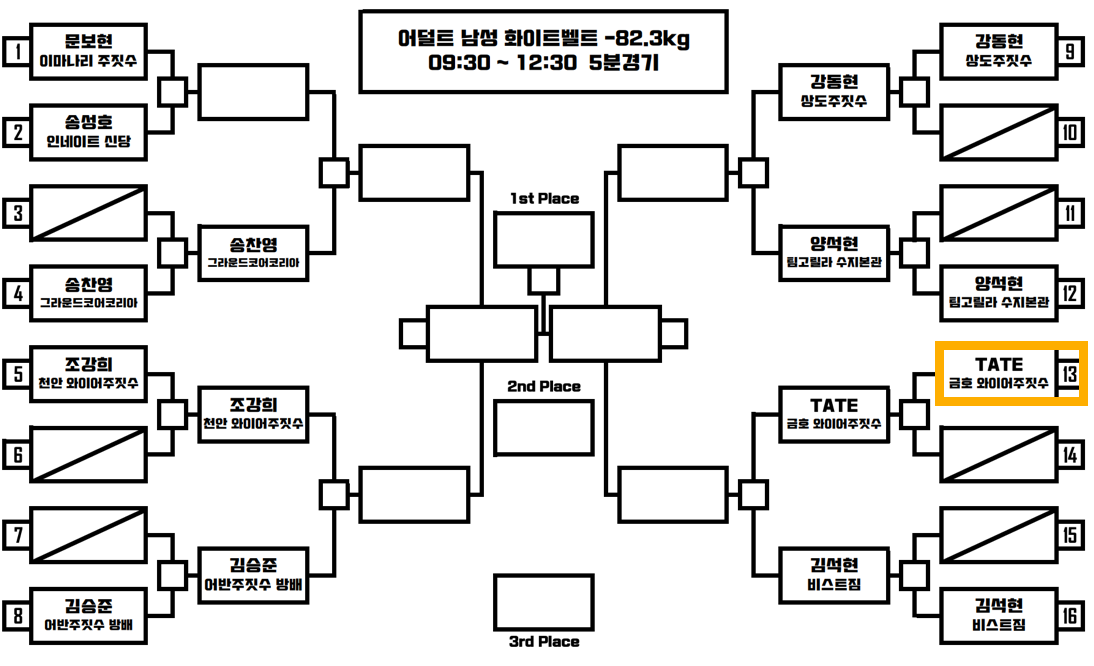 어덜트 남성 화이트벨트 -82.3kg
09:30 ~ 12:30 5분경기
1
문보현
이마나리 주짓수
2
송성호
인네이트 신당
3
4
송찬영
그라운드코어코리아
5
조강희
천안 와이어주짓수
6
7
8
김승준
어반주짓수 방배
송찬영
그라운드코어코리아
조강희
천안 와이어주짓수
김승준
어반주짓수 방배
1st Place
2nd Place
3rd Place
강동현
상도주짓수
양석현
팀고릴라 수지본관
TATE
금호 와이어주짓수
김석현
비스트짐
강동현
상도주짓수
9
10
11
양석현
팀고릴라 수지본관
12
TATE
금호 와이어주짓수
13
14
15
김석현
비스트짐
16